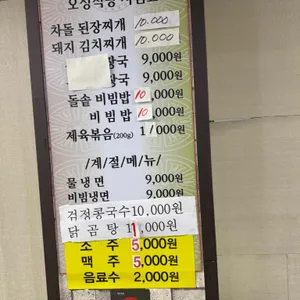 차돌 된장찌개 10.000
돼지 김치찌개 10.000
장국 9,000원
국 9,000원
돌솥 비빔밥 10,000원
비 빔 밥 10,000원
제육볶음(200g)
/계/절/메/뉴/
물 냉 면 9,000원
비빔냉면 9,000원
검정콩국수 10,000원
닭 곰 탕 11,000원
소 주 5,000원
맥 주 5,000원
음료수 2,000원